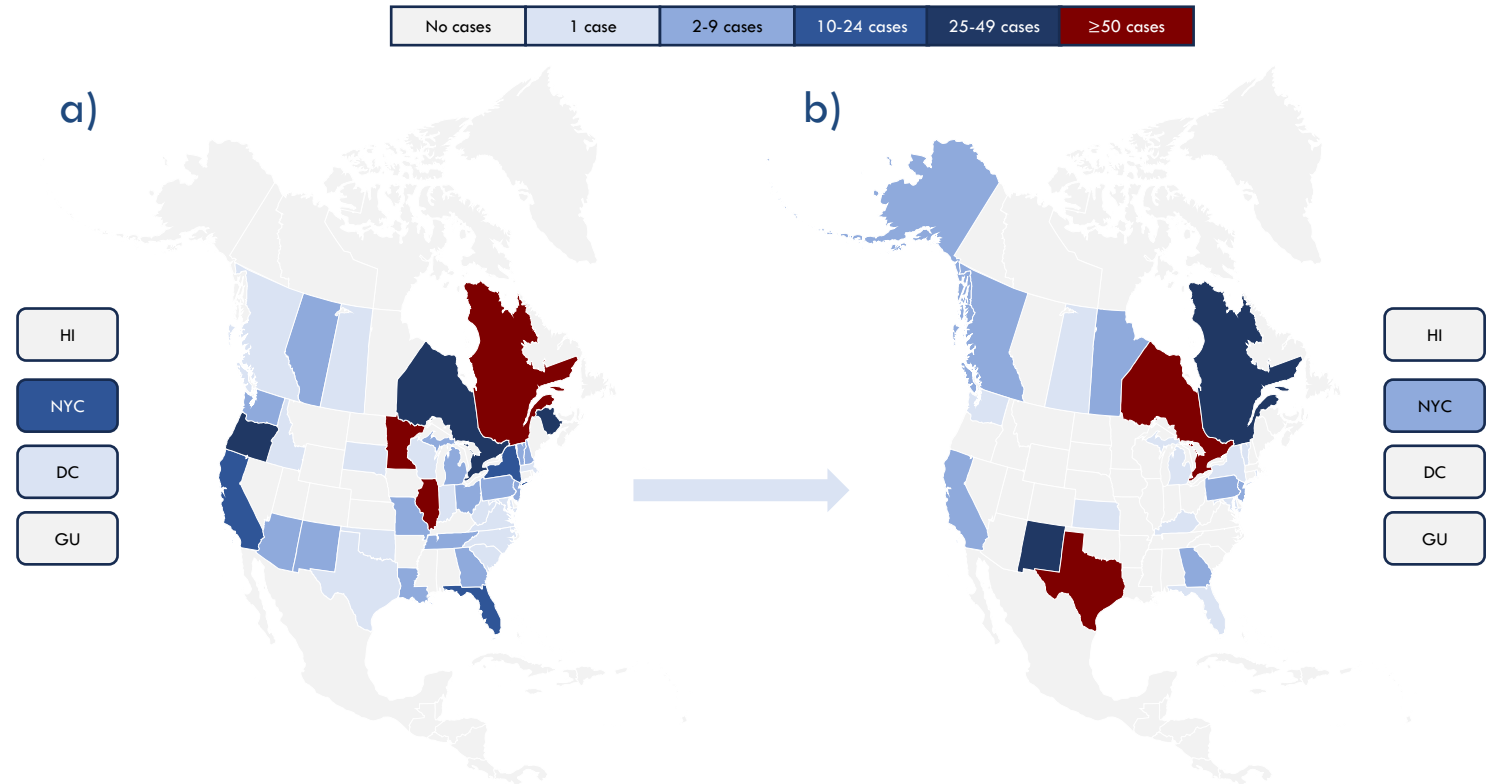 No cases 1 case 2-9 cases 10-24 cases 25-49 cases ≥50 cases
a)
b)
HI
NYC
DC
GU
HI
NYC
DC
GU